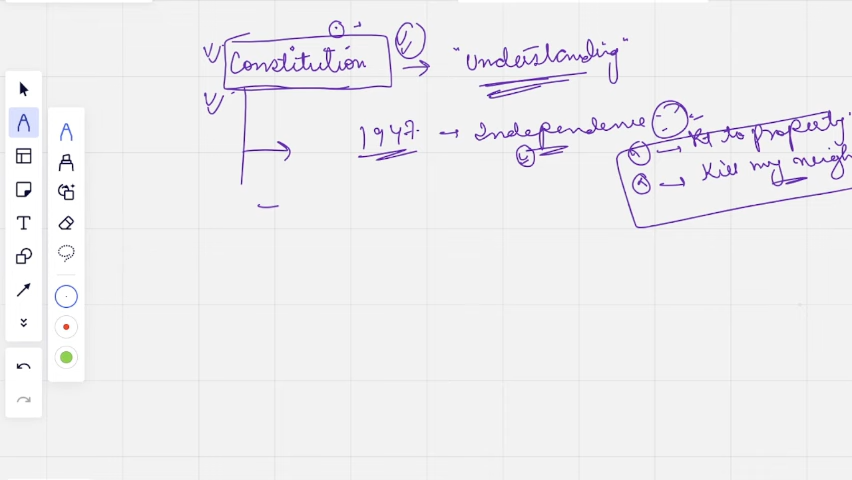 Constitution → "Understanding"
1947 → Independence
→ Rt to property"
→ Kill my neigh
T